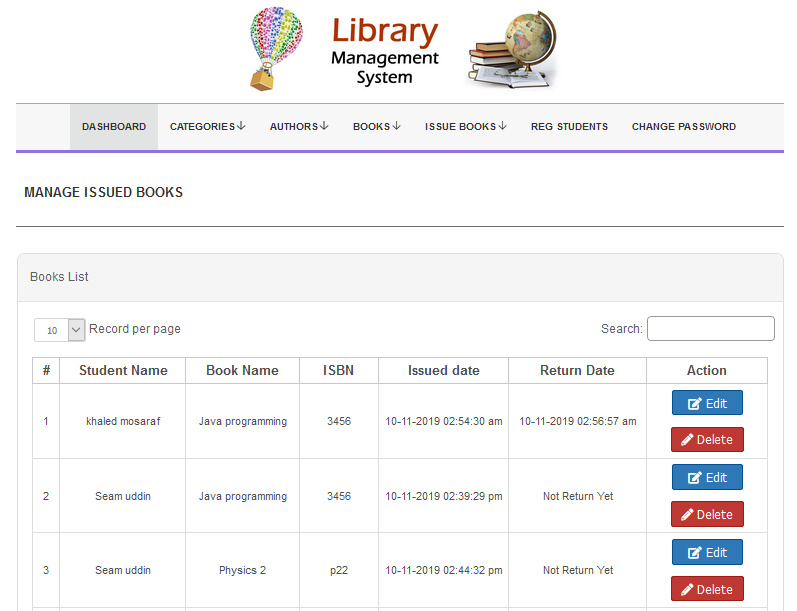 Library
Management
System
DASHBOARD CATEGORIES↓ AUTHORS↓ BOOKS↓ ISSUE BOOKS↓ REG STUDENTS CHANGE PASSWORD
MANAGE ISSUED BOOKS
Books List
10 Record per page Search:
# Student Name Book Name ISBN Issued date Return Date Action
1 khaled mosaraf Java programming 3456 10-11-2019 02:54:30 am 10-11-2019 02:56:57 am Edit
Delete
2 Seam uddin Java programming 3456 10-11-2019 02:39:29 pm Not Return Yet Edit
Delete
3 Seam uddin Physics 2 p22 10-11-2019 02:44:32 pm Not Return Yet Edit
Delete